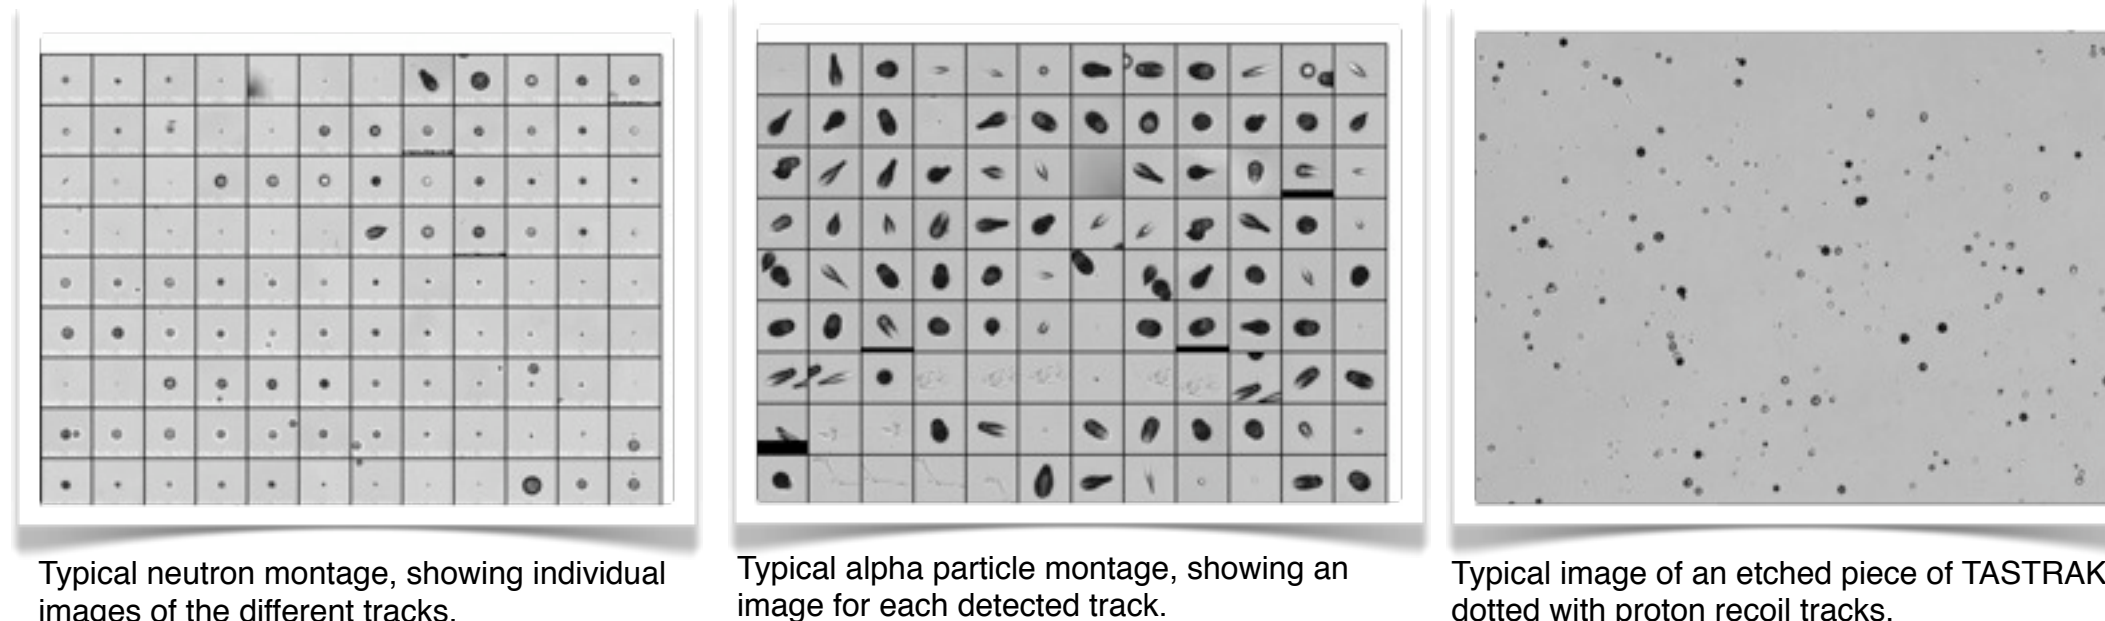 Typical neutron montage, showing individual
images of the different tracks.
Typical alpha particle montage, showing an
image for each detected track.
Typical image of an etched piece of TASTRAK
dotted with proton recoil tracks.